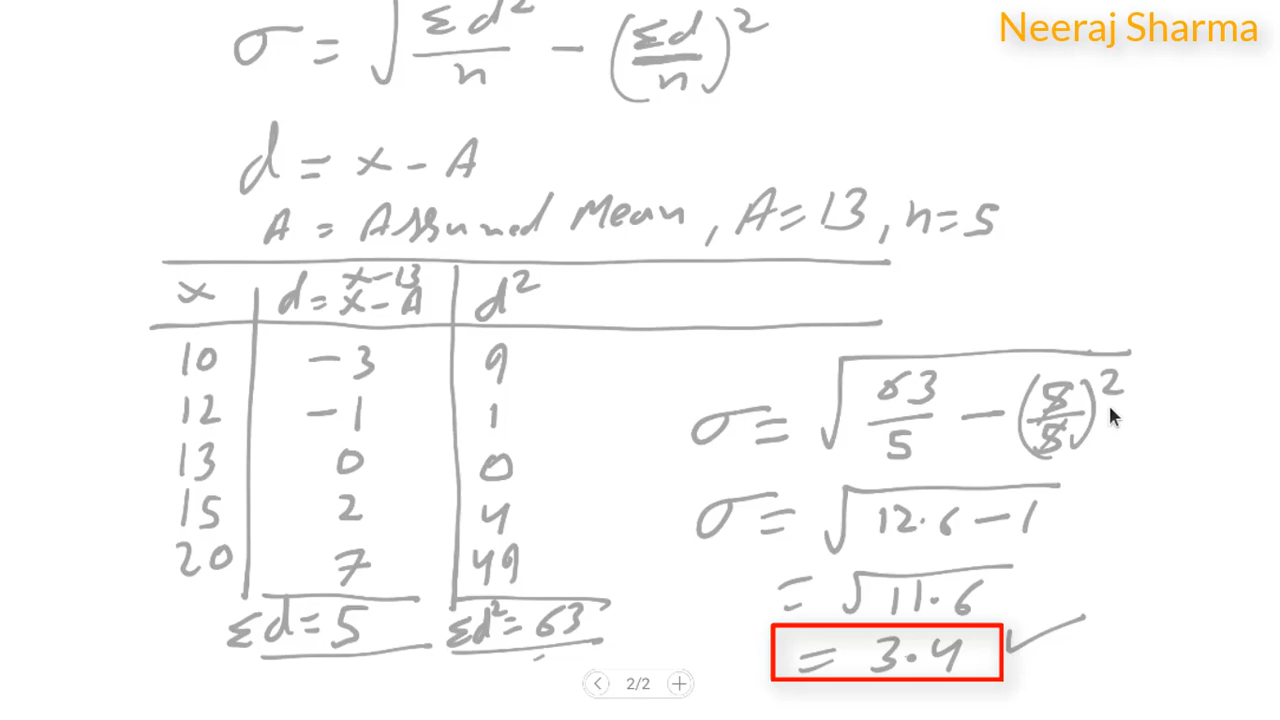 Neeraj Sharma
σ = √(Σd²/n − (Σd/n)²)
d = x − A
A = Assumed Mean, A = 13, n = 5
x | d = x − A | d²
x − 13
10 | −3 | 9
12 | −1 | 1
13 | 0 | 0
15 | 2 | 4
20 | 7 | 49
Σd = 5 | Σd² = 63
σ = √(63/5 − (5/5)²)
σ = √(12.6 − 1)
= √11.6
= 3.4 ✓
2/2